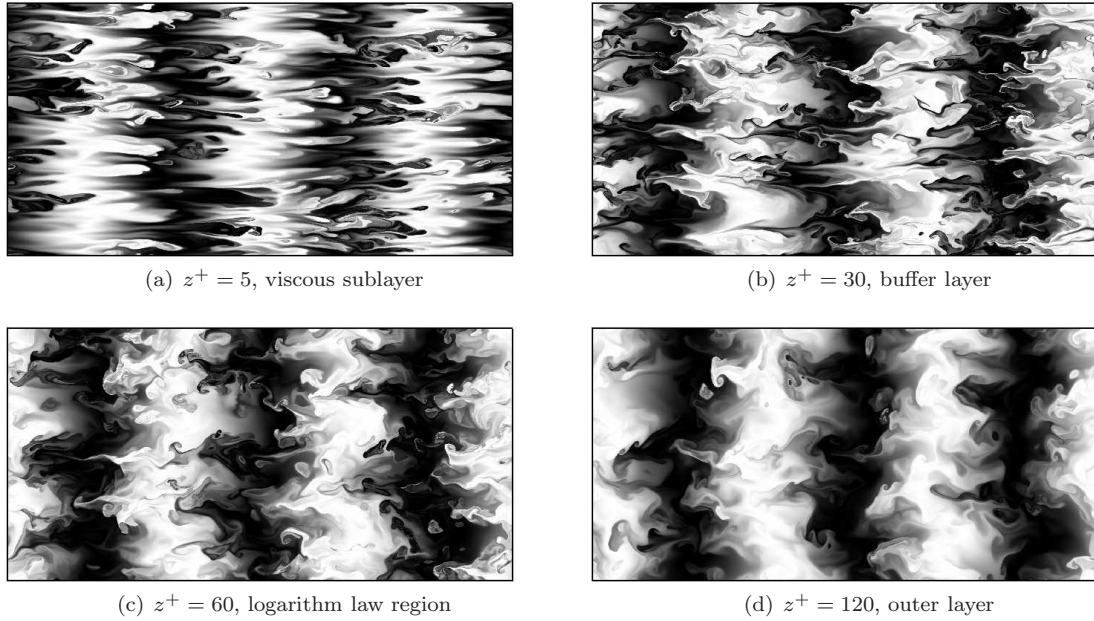 (a) z⁺ = 5, viscous sublayer
(b) z⁺ = 30, buffer layer
(c) z⁺ = 60, logarithm law region
(d) z⁺ = 120, outer layer